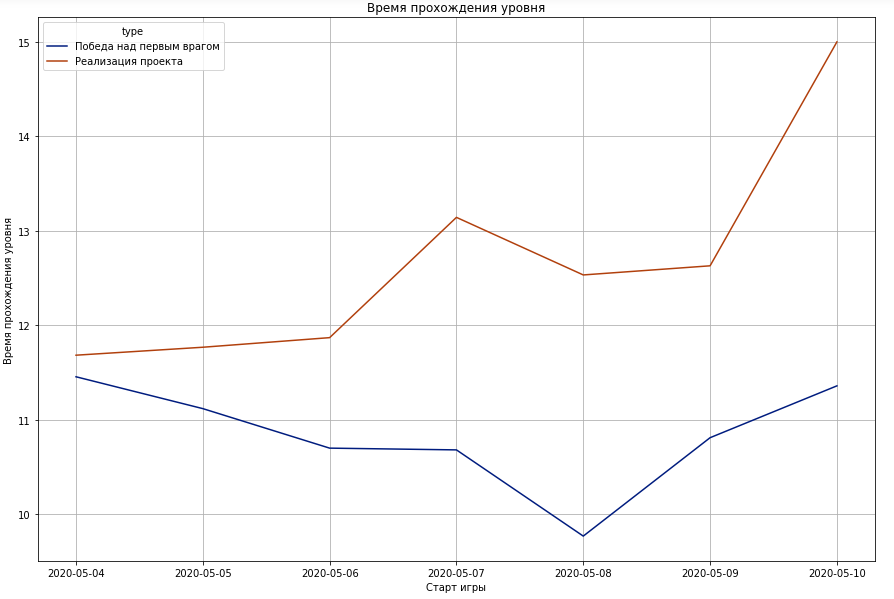 Время прохождения уровня
type
Победа над первым врагом
Реализация проекта
Время прохождения уровня
15
14
13
12
11
10
2020-05-04 2020-05-05 2020-05-06 2020-05-07 2020-05-08 2020-05-09 2020-05-10
Старт игры